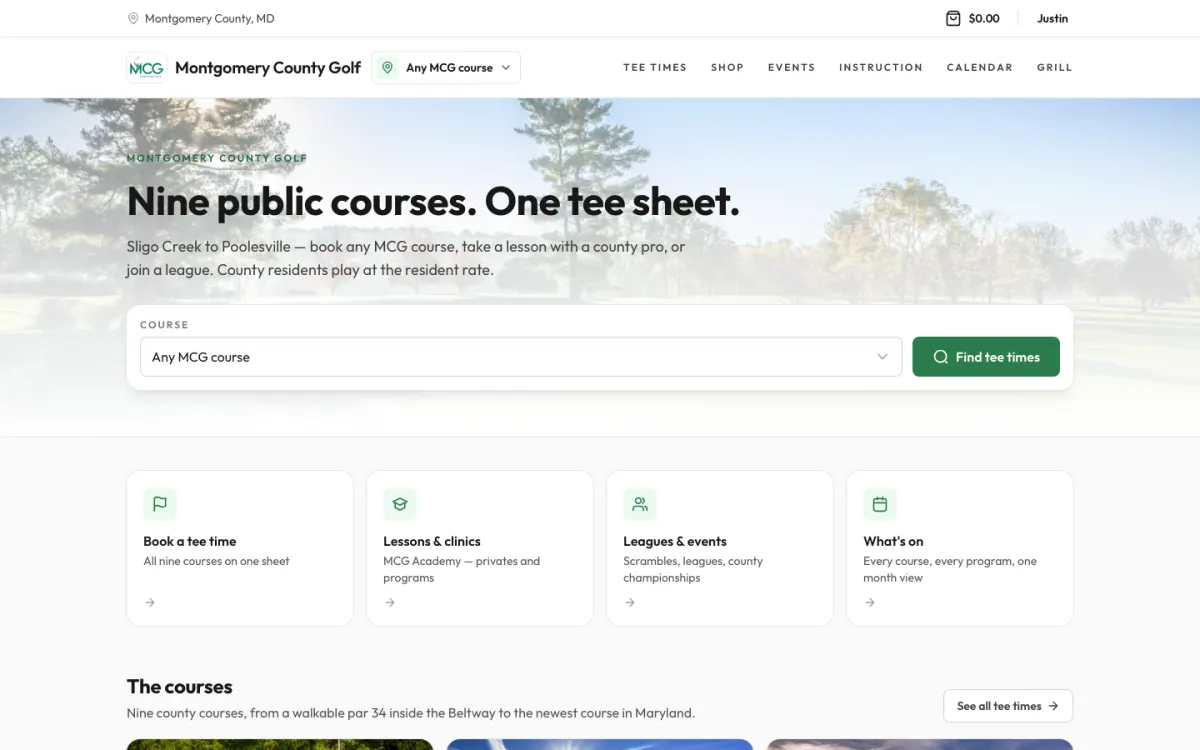 Montgomery County, MD
$0.00
Justin
MCG
Montgomery County Golf
Any MCG course
TEE TIMES
SHOP
EVENTS
INSTRUCTION
CALENDAR
GRILL
MONTGOMERY COUNTY GOLF
Nine public courses. One tee sheet.
Sligo Creek to Poolesville — book any MCG course, take a lesson with a county pro, or
join a league. County residents play at the resident rate.
COURSE
Any MCG course
Find tee times
Book a tee time
All nine courses on one sheet
Lessons & clinics
MCG Academy — privates and
programs
Leagues & events
Scrambles, leagues, county
championships
What's on
Every course, every program, one
month view
The courses
Nine county courses, from a walkable par 34 inside the Beltway to the newest course in Maryland.
See all tee times